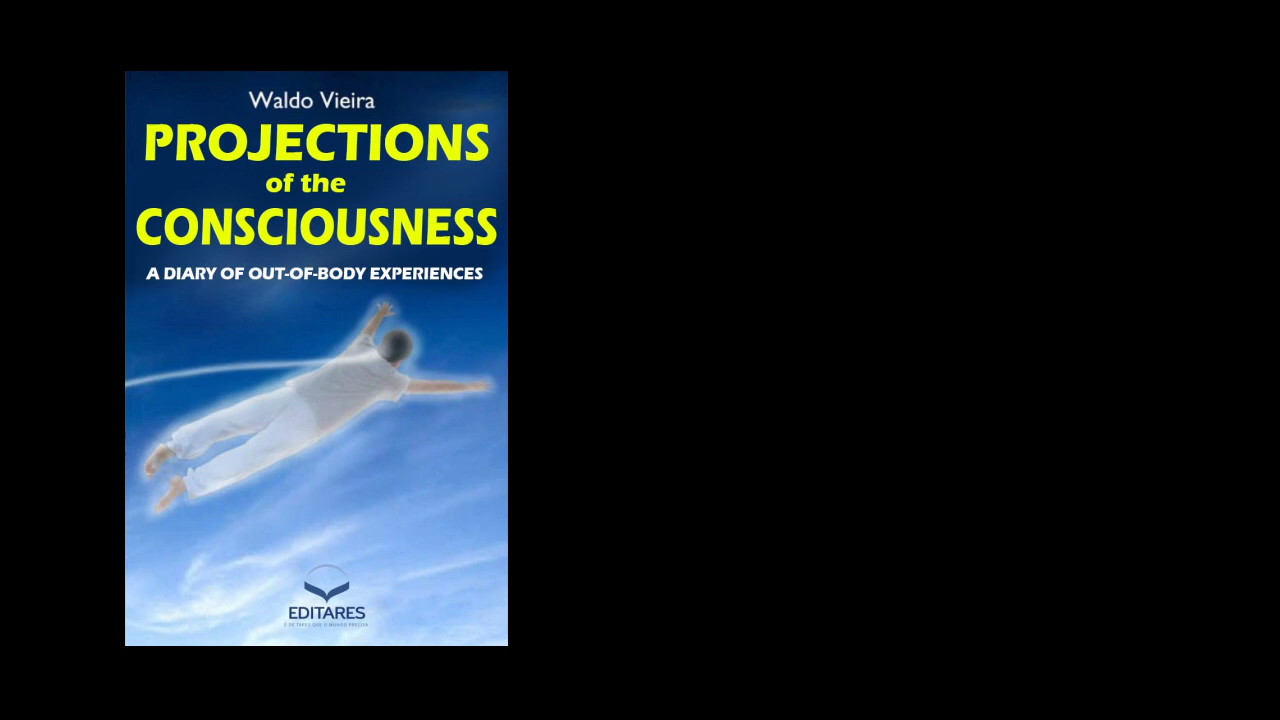 Waldo Vieira
PROJECTIONS
of the
CONSCIOUSNESS
A DIARY OF OUT-OF-BODY EXPERIENCES
EDITARES